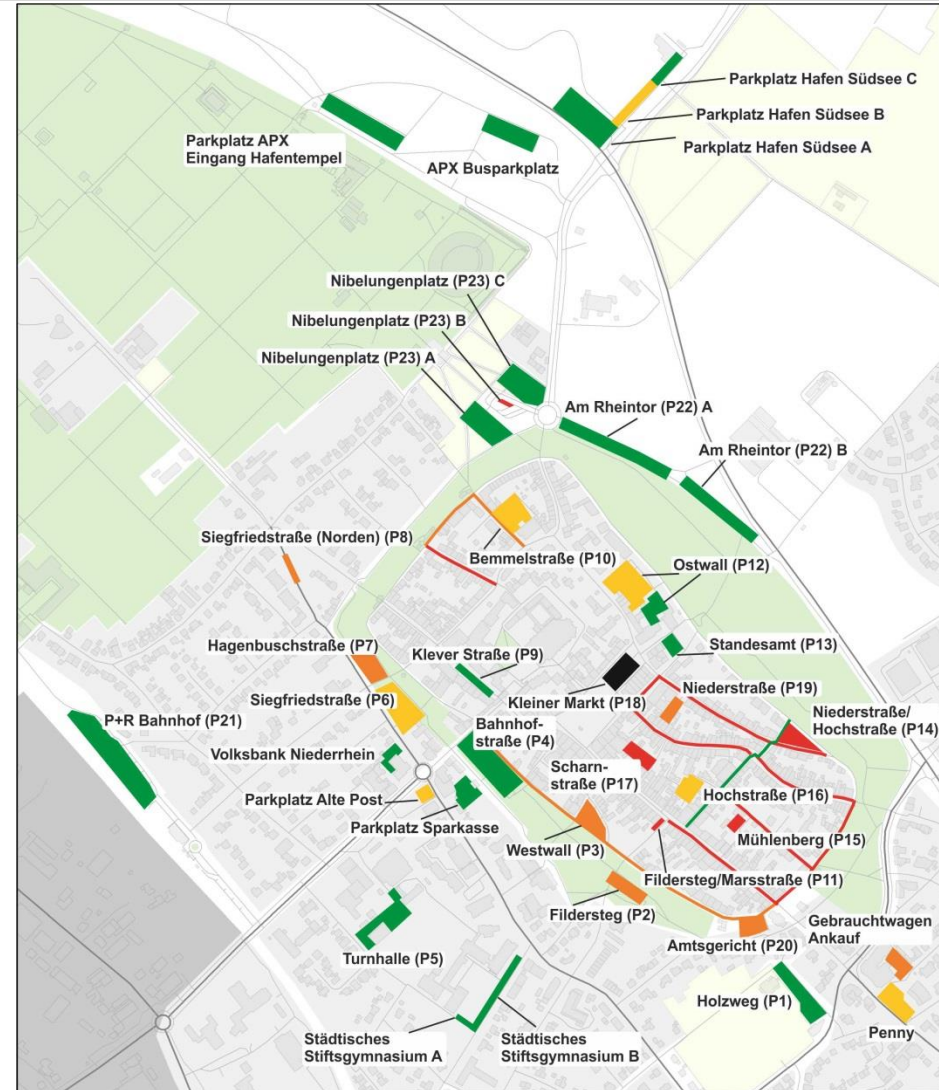 Parkplatz Hafen Südsee C
Parkplatz Hafen Südsee B
Parkplatz Hafen Südsee A
Parkplatz APX
Eingang Hafentempel
APX Busparkplatz
Nibelungenplatz (P23) C
Nibelungenplatz (P23) B
Nibelungenplatz (P23) A
Am Rheintor (P22) A
Am Rheintor (P22) B
Siegfriedstraße (Norden) (P8)
Bemmelstraße (P10)
Ostwall (P12)
Hagenbuschstraße (P7)
Klever Straße (P9)
Standesamt (P13)
Siegfriedstraße (P6)
Kleiner Markt (P18)
Niederstraße (P19)
P+R Bahnhof (P21)
Bahnhof-
straße (P4)
Niederstraße/
Hochstraße (P14)
Volksbank Niederrhein
Scharn-
straße (P17)
Parkplatz Alte Post
Hochstraße (P16)
Parkplatz Sparkasse
Westwall (P3)
Mühlenberg (P15)
Fildersteg/Marsstraße (P11)
Fildersteg (P2)
Amtsgericht (P20)
Gebrauchtwagen
Ankauf
Turnhalle (P5)
Holzweg (P1)
Penny
Städtisches
Stiftsgymnasium A
Städtisches
Stiftsgymnasium B